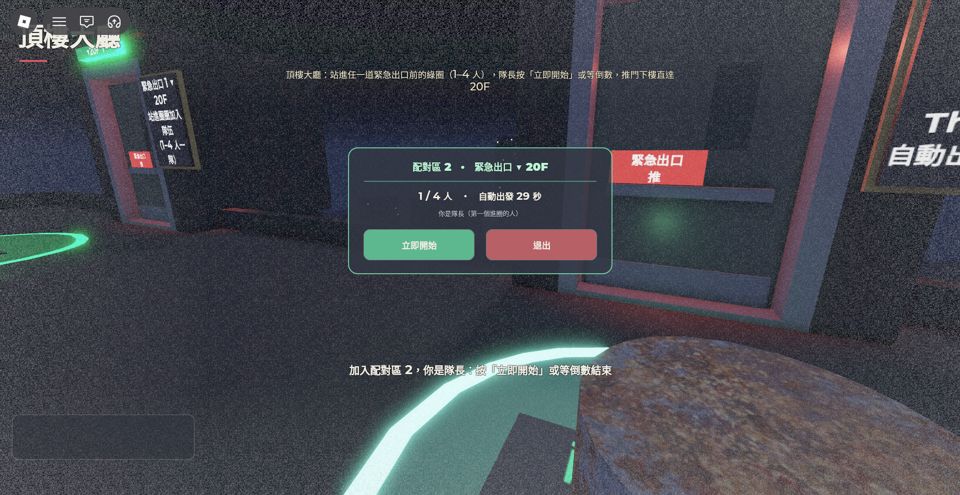 頂樓大廳
頂樓大廳：站進任一道緊急出口前的綠圈（1–4 人），隊長按「立即開始」或等倒數，推門下樓直達
20F
緊急出口 1 ▼
20F
站進圈圈加入
隊伍
(1–4 人一
隊)
緊急出口
推
配對區 2 • 緊急出口 ▼ 20F
1 / 4 人 • 自動出發 29 秒
你是隊長（第一個進圈的人）
立即開始
退出
緊急出口
推
Th
自動出
加入配對區 2，你是隊長：按「立即開始」或等倒數結束